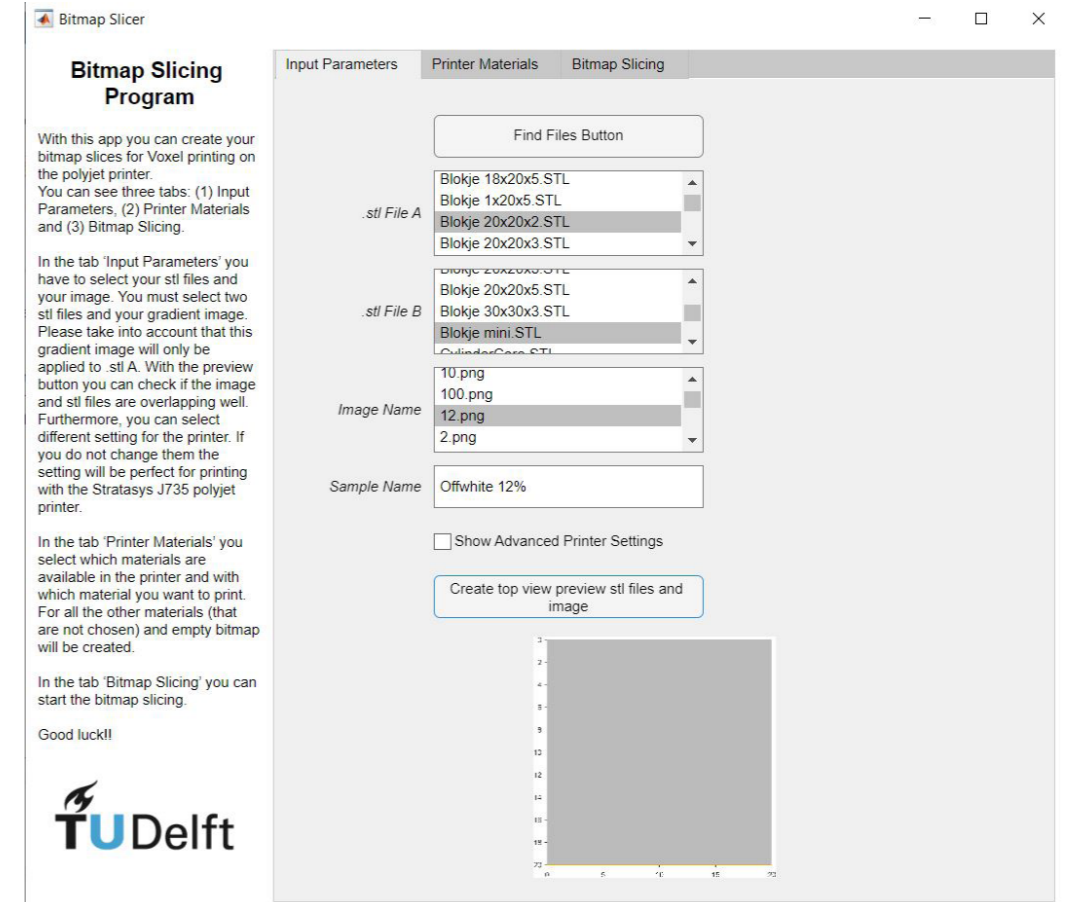 Bitmap Slicer
Bitmap Slicing
Program
With this app you can create your
bitmap slices for Voxel printing on
the polyjet printer.
You can see three tabs: (1) Input
Parameters, (2) Printer Materials
and (3) Bitmap Slicing.
In the tab ‘Input Parameters’ you
have to select your stl files and
your image. You must select two
stl files and your gradient image.
Please take into account that this
gradient image will only be
applied to .stl A. With the preview
button you can check if the image
and stl files are overlapping well.
Furthermore, you can select
different setting for the printer. If
you do not change them the
setting will be perfect for printing
with the Stratasys J735 polyjet
printer.
In the tab ‘Printer Materials’ you
select which materials are
available in the printer and with
which material you want to print.
For all the other materials (that
are not chosen) and empty bitmap
will be created.
In the tab ‘Bitmap Slicing’ you can
start the bitmap slicing.
Good luck!!
TU Delft
Input Parameters Printer Materials Bitmap Slicing
Find Files Button
.stl File A
Blokje 18x20x5.STL
Blokje 1x20x5.STL
Blokje 20x20x2.STL
Blokje 20x20x3.STL
.stl File B
Blokje 20x20x5.STL
Blokje 30x30x3.STL
Blokje mini.STL
CylinderCore.STL
Image Name
10.png
100.png
12.png
2.png
Sample Name
Offwhite 12%
Show Advanced Printer Settings
Create top view preview stl files and
image
2
4
12
14
0 5 10 15